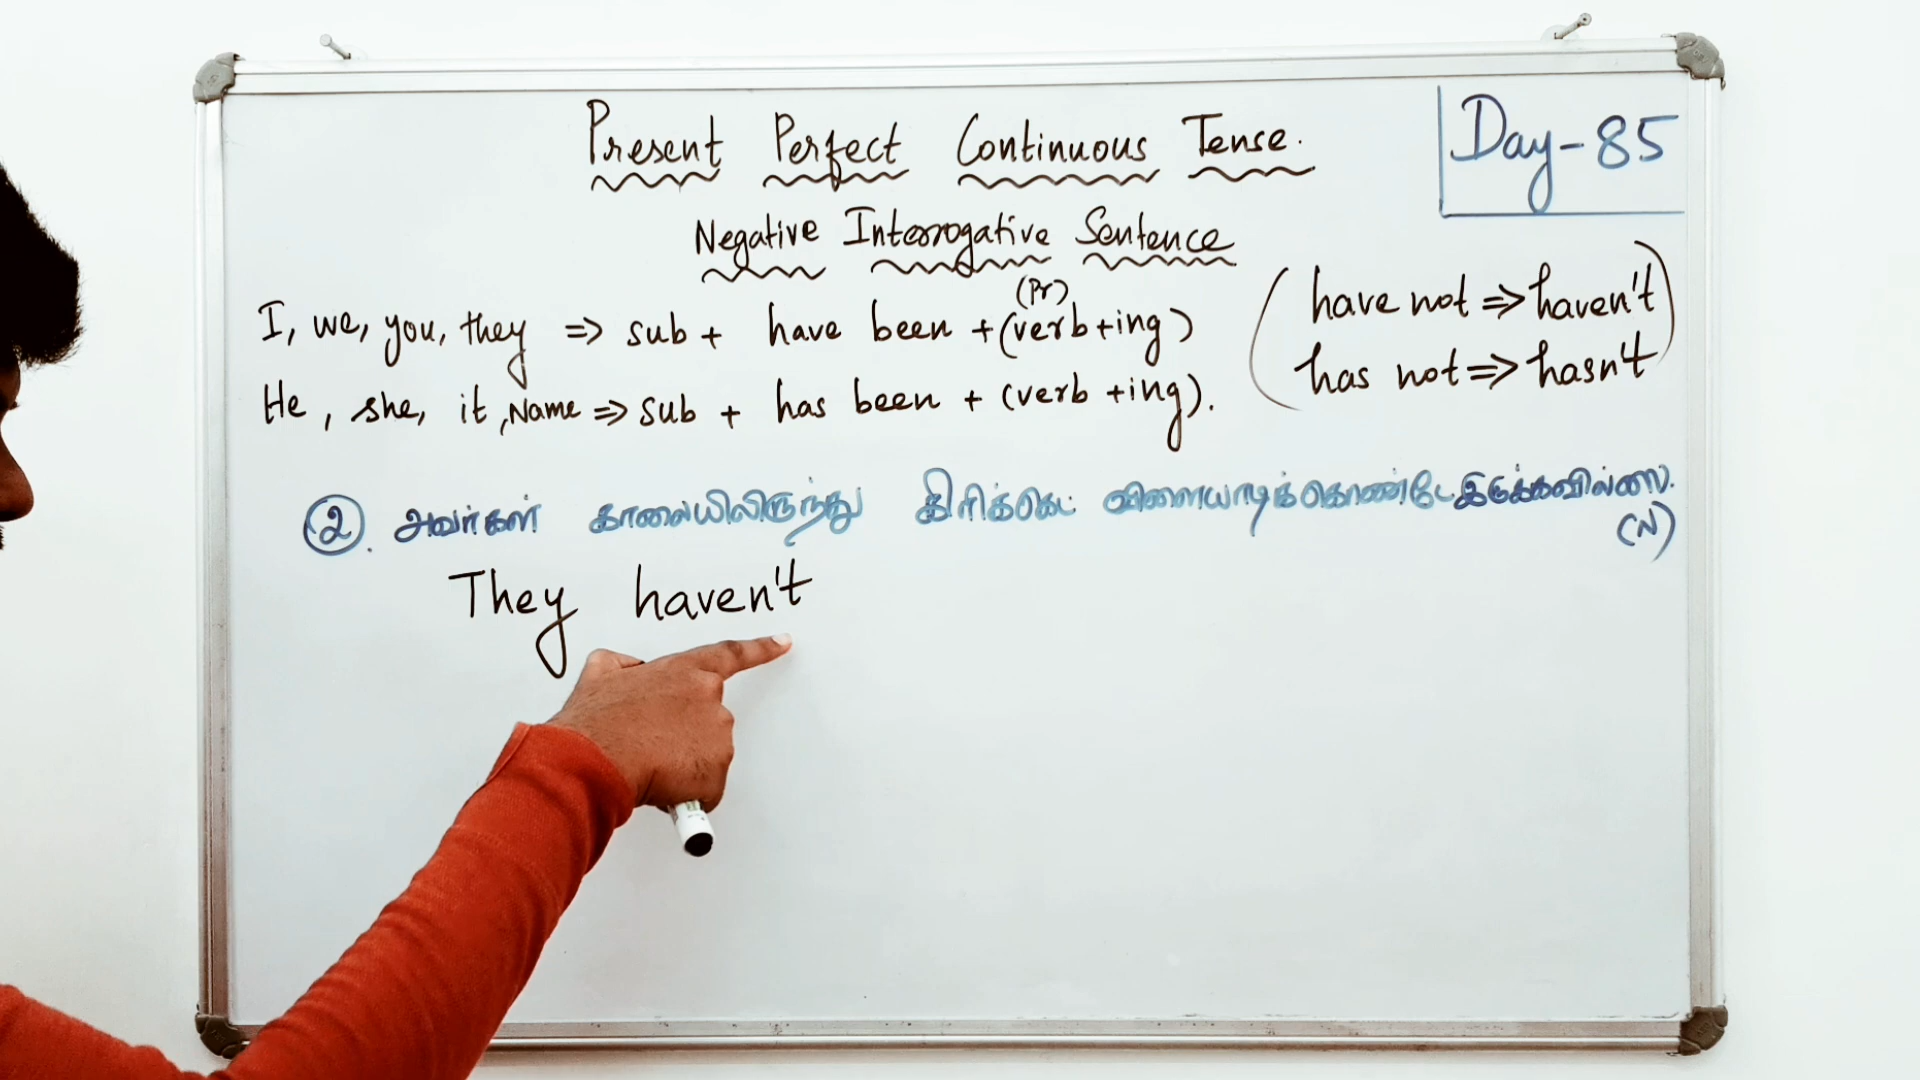 Present Perfect Continuous Tense.
Day-85
Negative Interrogative Sentence
(Pr)
I, we, you, they => sub + have been + (verb+ing)
He, she, it, Name => sub + has been + (verb +ing).
(have not => haven't)
has not => hasn't
②. அவர்கள் காலையிலிருந்து கிரிக்கெட் விளையாடிக்கொண்டே இருக்கவில்லை.
(N)
They haven't